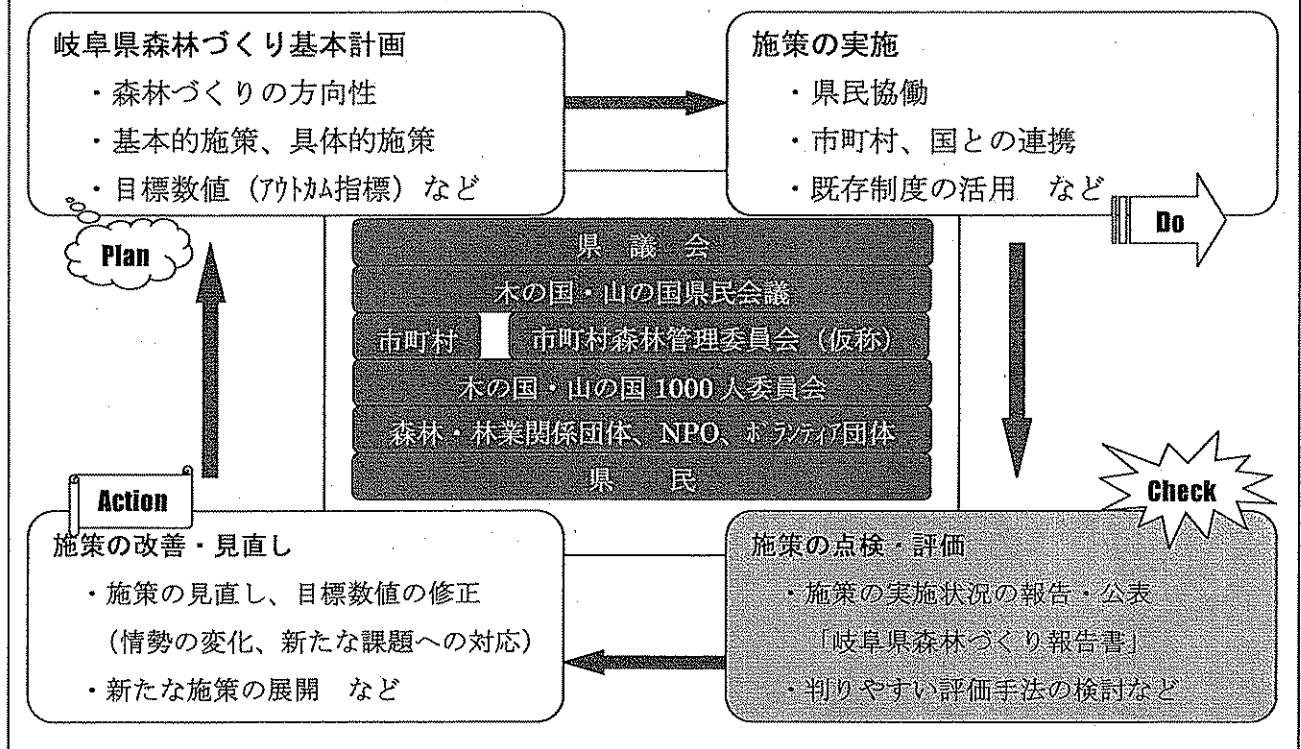 岐阜県森林づくり基本計画
・森林づくりの方向性
・基本的施策、具体的施策
・目標数値（ｱｳﾄｶﾑ指標）など
Plan
施策の実施
・県民協働
・市町村、国との連携
・既存制度の活用　など
Do
県　議　会
木の国・山の国県民会議
市町村　市町村森林管理委員会（仮称）
木の国・山の国 1000 人委員会
森林・林業関係団体、NPO、ﾎﾞﾗﾝﾃｨｱ団体
県　　民
Check
施策の点検・評価
・施策の実施状況の報告・公表
「岐阜県森林づくり報告書」
・判りやすい評価手法の検討など
Action
施策の改善・見直し
・施策の見直し、目標数値の修正
（情勢の変化、新たな課題への対応）
・新たな施策の展開　など